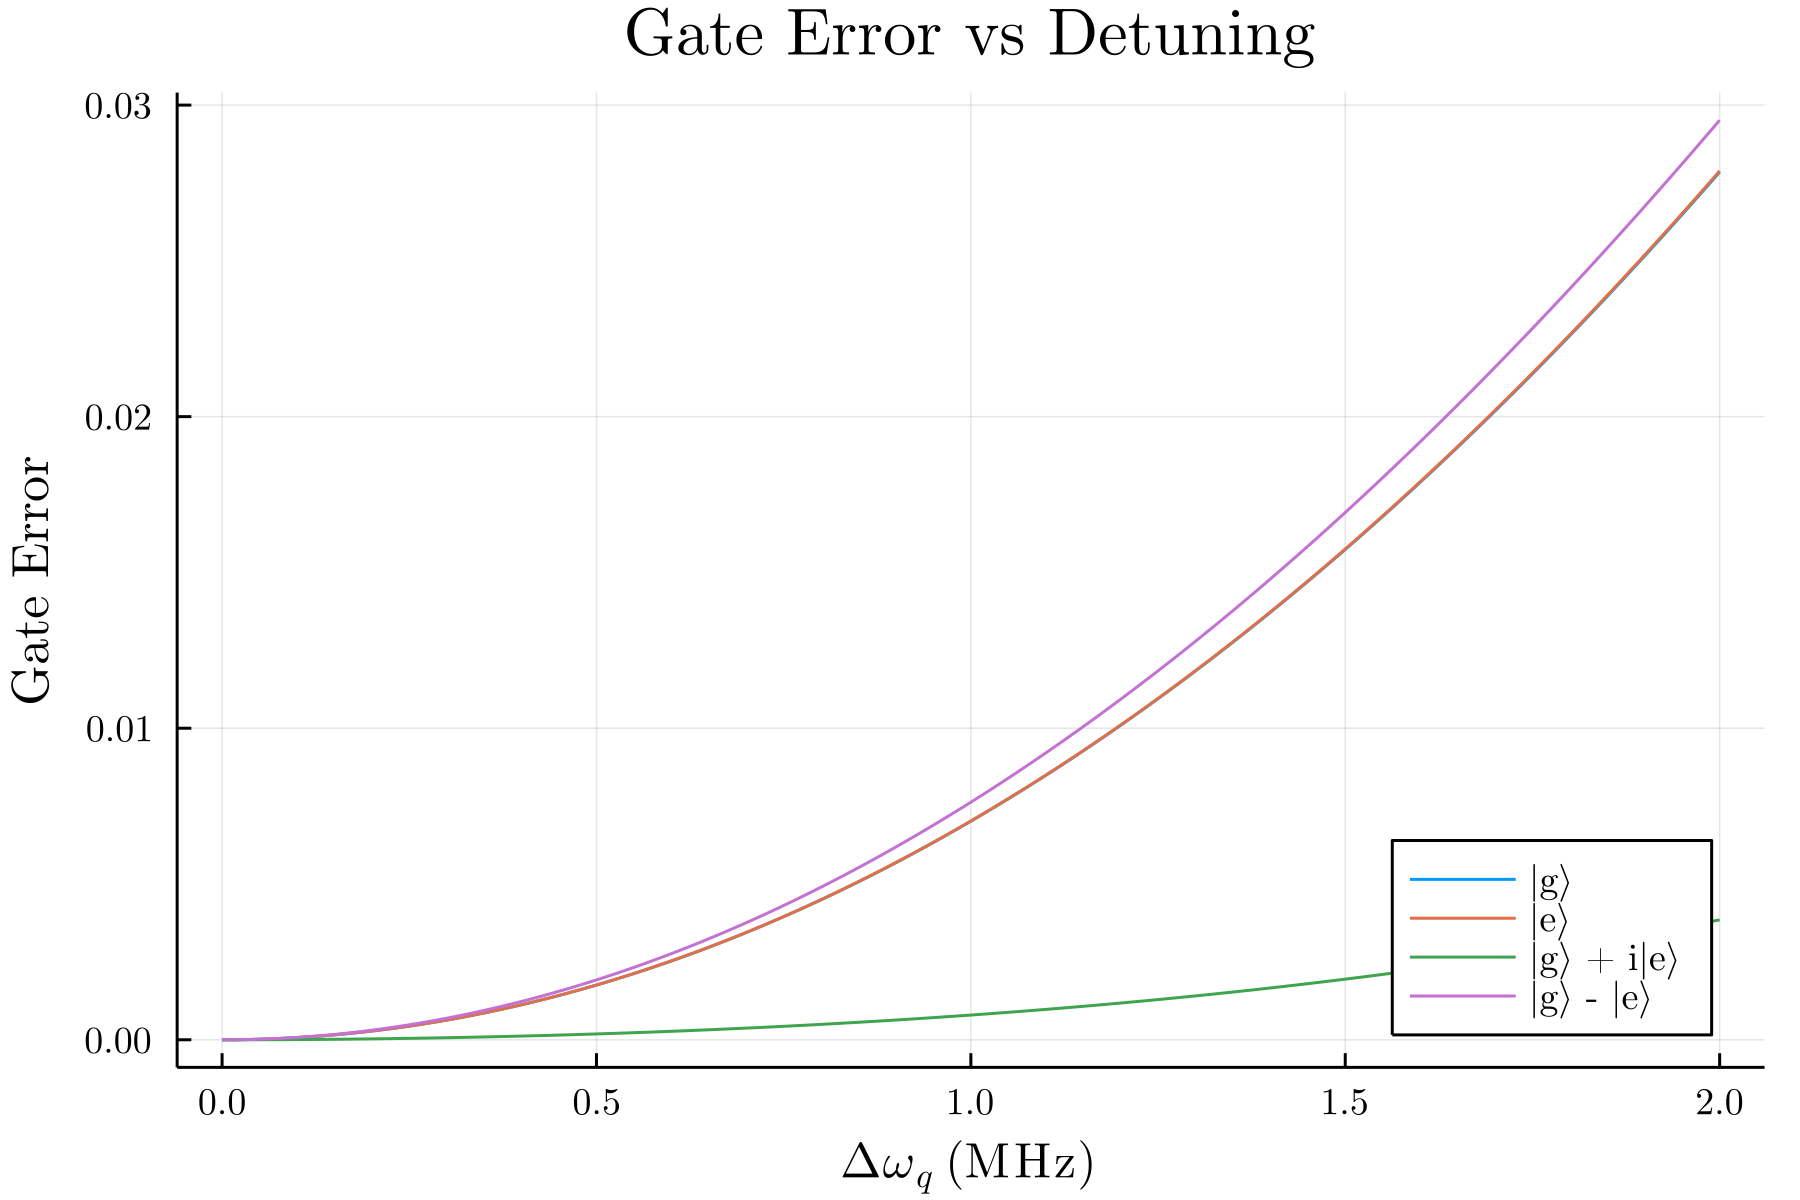 Gate Error vs Detuning
Gate Error
0.03
0.02
0.01
0.00
0.0 0.5 1.0 1.5 2.0
Δω_q (MHz)
|g⟩
|e⟩
|g⟩ + i|e⟩
|g⟩ - |e⟩